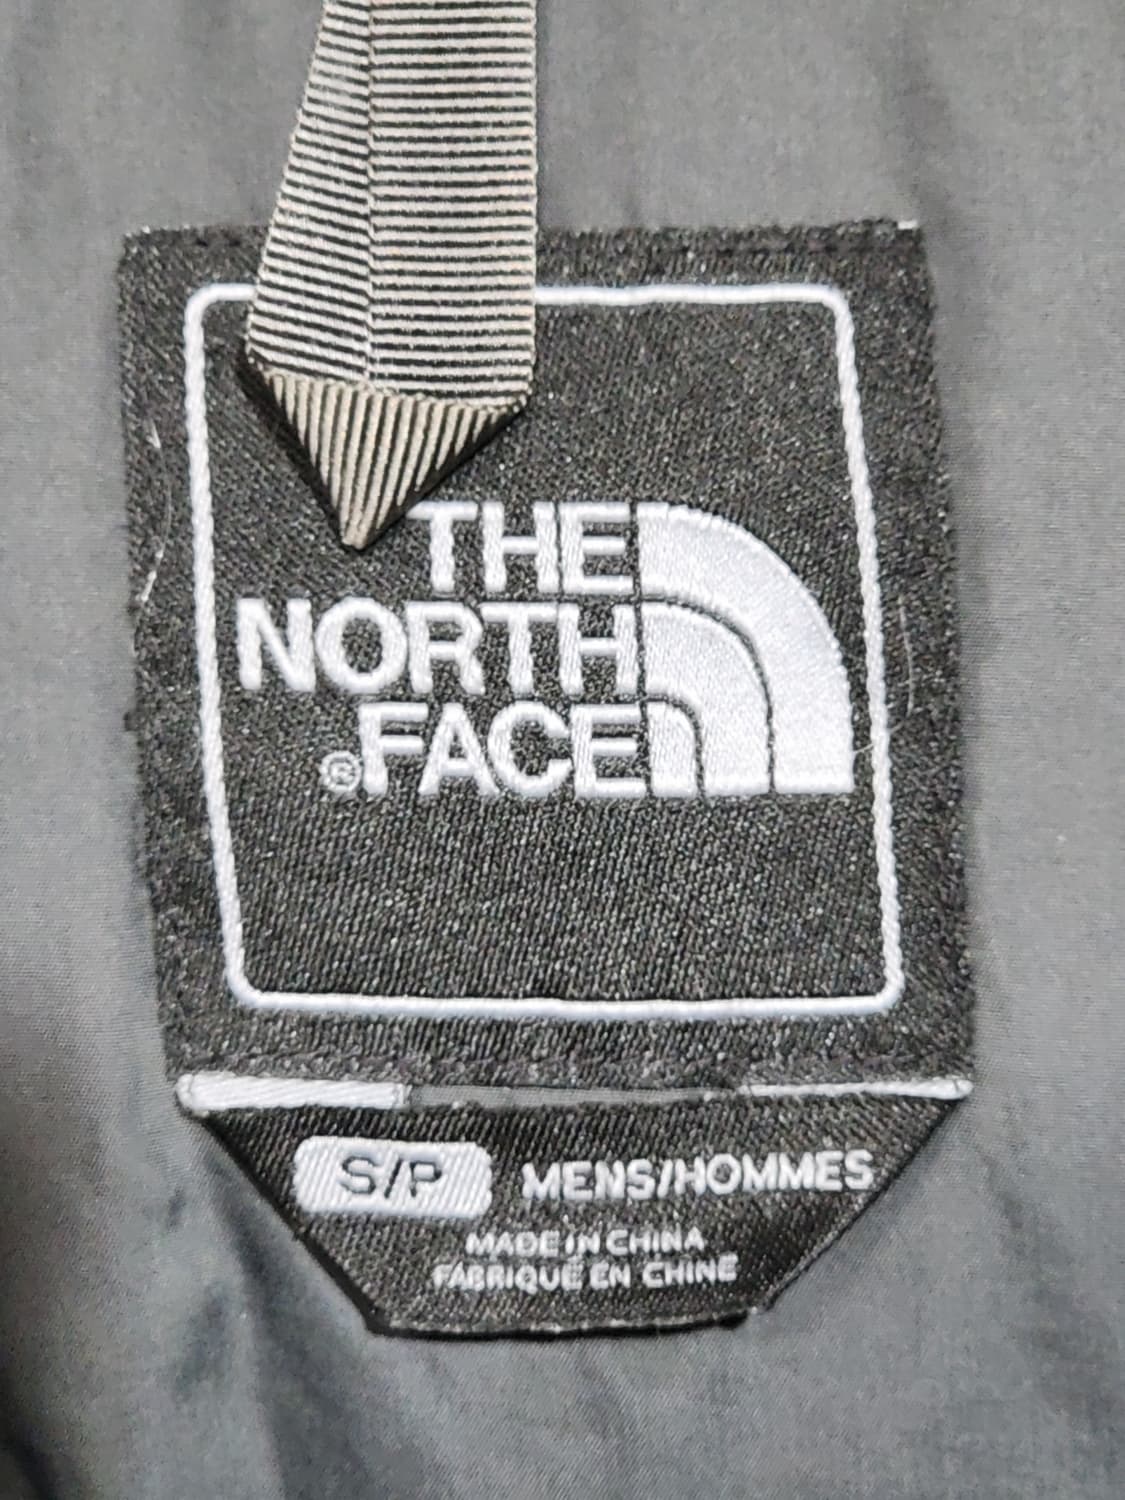 THE
NORTH
®FACE
S/P MENS/HOMMES
MADE IN CHINA
FABRIQUÉ EN CHINE